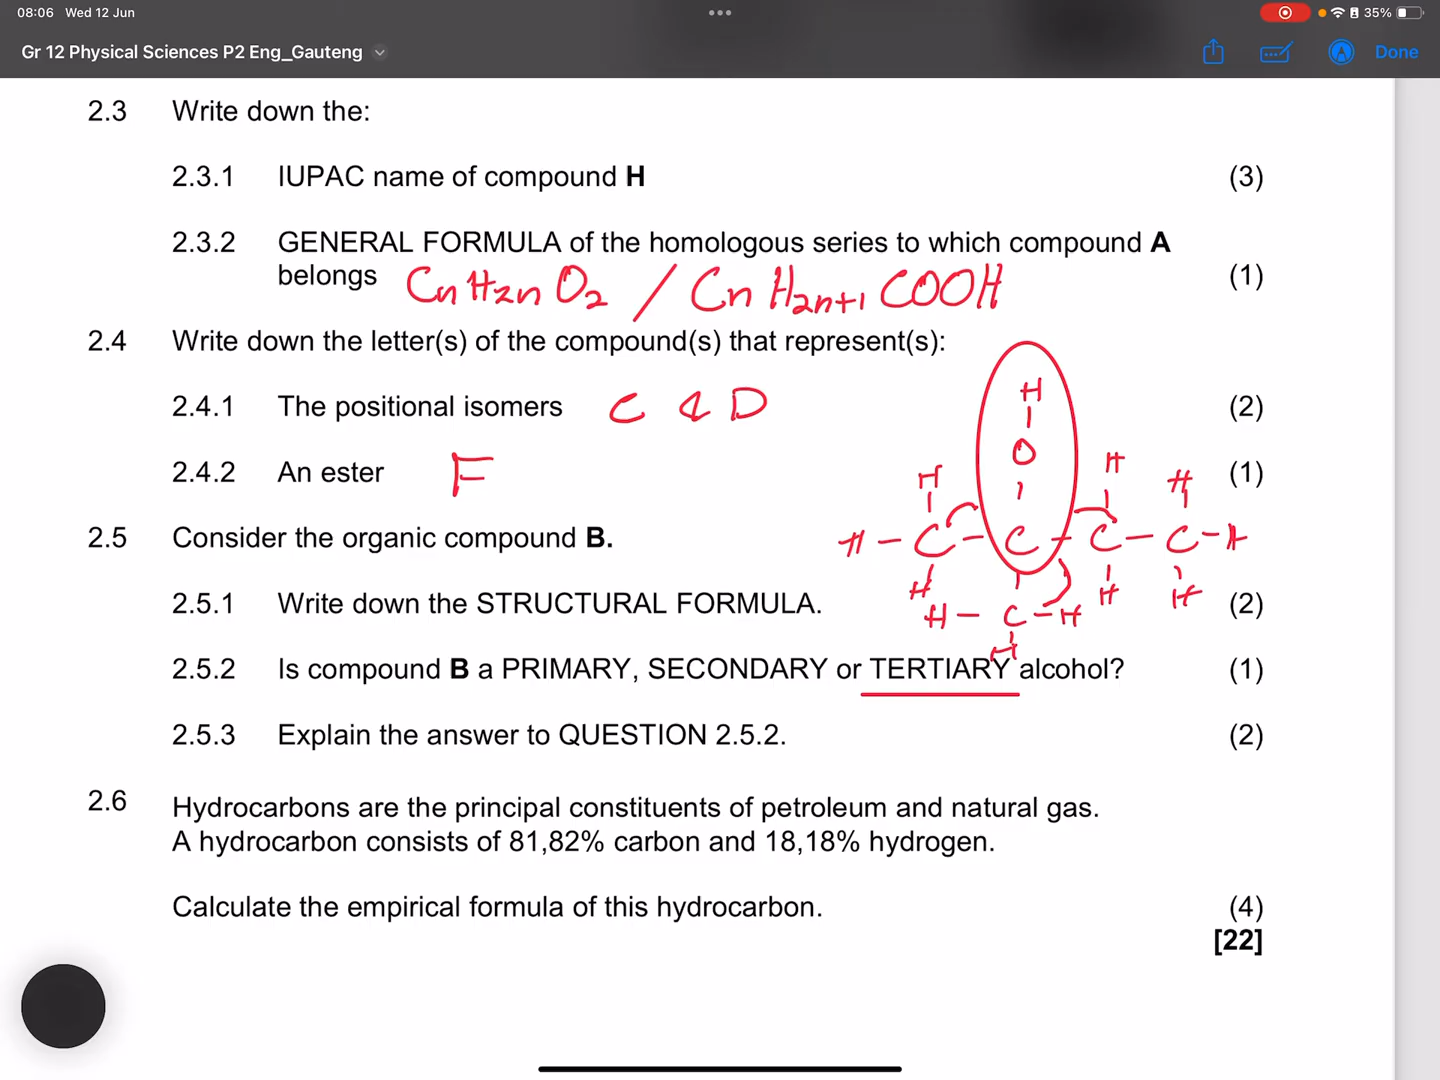 08:06 Wed 12 Jun
35%
Gr 12 Physical Sciences P2 Eng_Gauteng
Done
2.3 Write down the:
2.3.1 IUPAC name of compound H (3)
2.3.2 GENERAL FORMULA of the homologous series to which compound A
belongs CnH2nO2 / CnH2n+1COOH (1)
2.4 Write down the letter(s) of the compound(s) that represent(s):
H
2.4.1 The positional isomers C & D (2)
O
H H H
2.4.2 An ester F (1)
2.5 Consider the organic compound B. H - C - C - C - C - H
H H H
2.5.1 Write down the STRUCTURAL FORMULA. (2)
H - C - H
H
2.5.2 Is compound B a PRIMARY, SECONDARY or TERTIARY alcohol? (1)
2.5.3 Explain the answer to QUESTION 2.5.2. (2)
2.6 Hydrocarbons are the principal constituents of petroleum and natural gas.
A hydrocarbon consists of 81,82% carbon and 18,18% hydrogen.
Calculate the empirical formula of this hydrocarbon. (4)
[22]